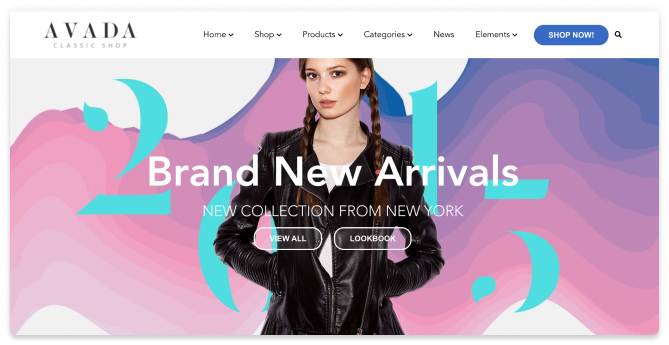 AVADA
CLASSIC SHOP
Home Shop Products Categories News Elements SHOP NOW!
Brand New Arrivals
NEW COLLECTION FROM NEW YORK
VIEW ALL LOOKBOOK